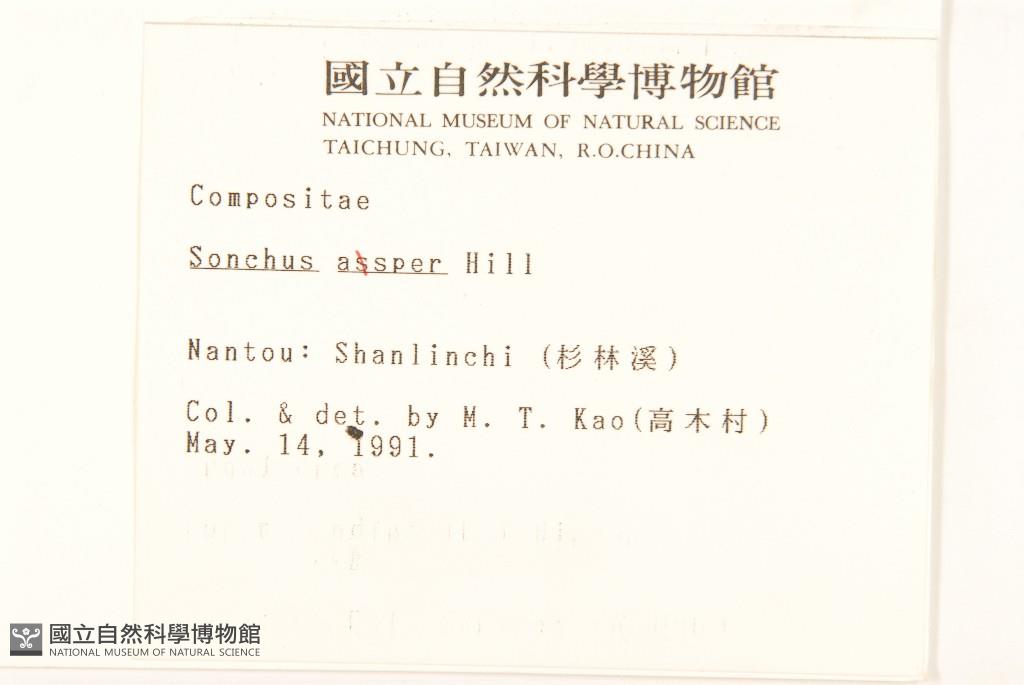 國立自然科學博物館
NATIONAL MUSEUM OF NATURAL SCIENCE
TAICHUNG, TAIWAN, R.O.CHINA
Compositae
Sonchus assper Hill
Nantou: Shanlinchi (杉林溪)
Col. & det. by M. T. Kao(高木村)
May. 14, 1991.
國立自然科學博物館
NATIONAL MUSEUM OF NATURAL SCIENCE